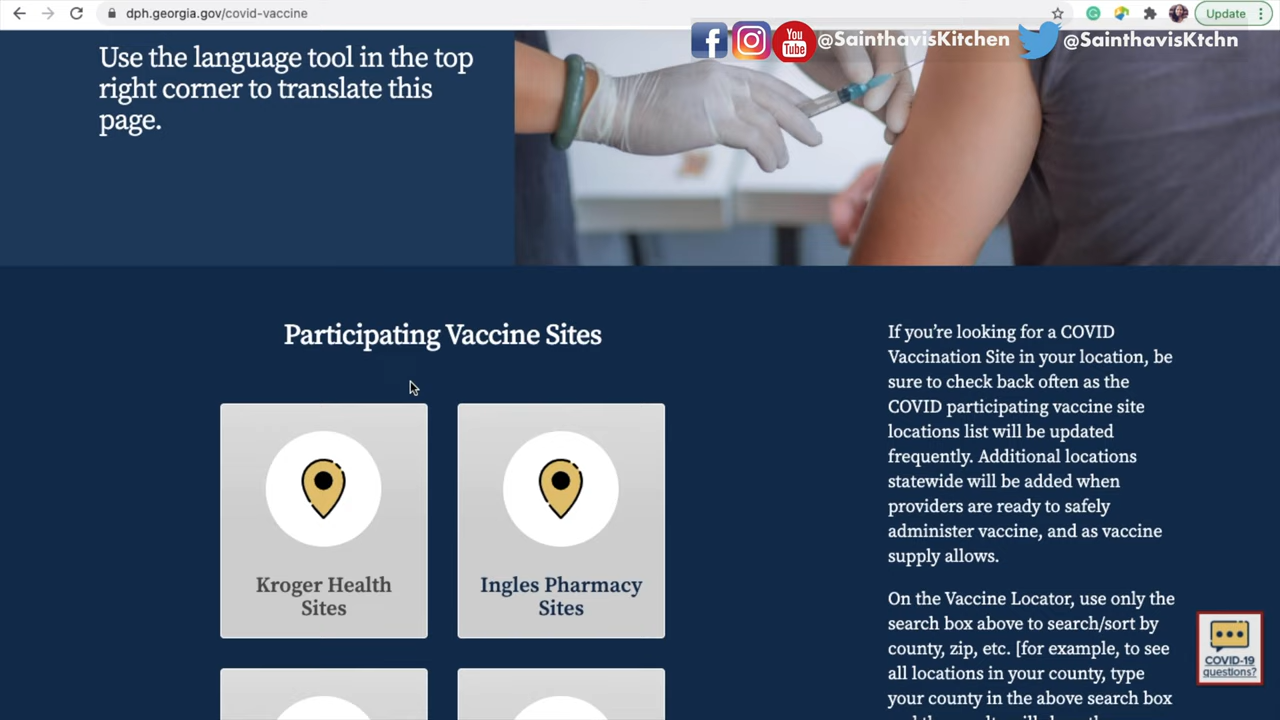 dph.georgia.gov/covid-vaccine
Update
You
Tube
@SainthavisKitchen
@SainthavisKtchn
Use the language tool in the top
right corner to translate this
page.
Participating Vaccine Sites
Kroger Health
Sites
Ingles Pharmacy
Sites
If you’re looking for a COVID
Vaccination Site in your location, be
sure to check back often as the
COVID participating vaccine site
locations list will be updated
frequently. Additional locations
statewide will be added when
providers are ready to safely
administer vaccine, and as vaccine
supply allows.
On the Vaccine Locator, use only the
search box above to search/sort by
county, zip, etc. [for example, to see
all locations in your county, type
your county in the above search box
COVID-19
questions?